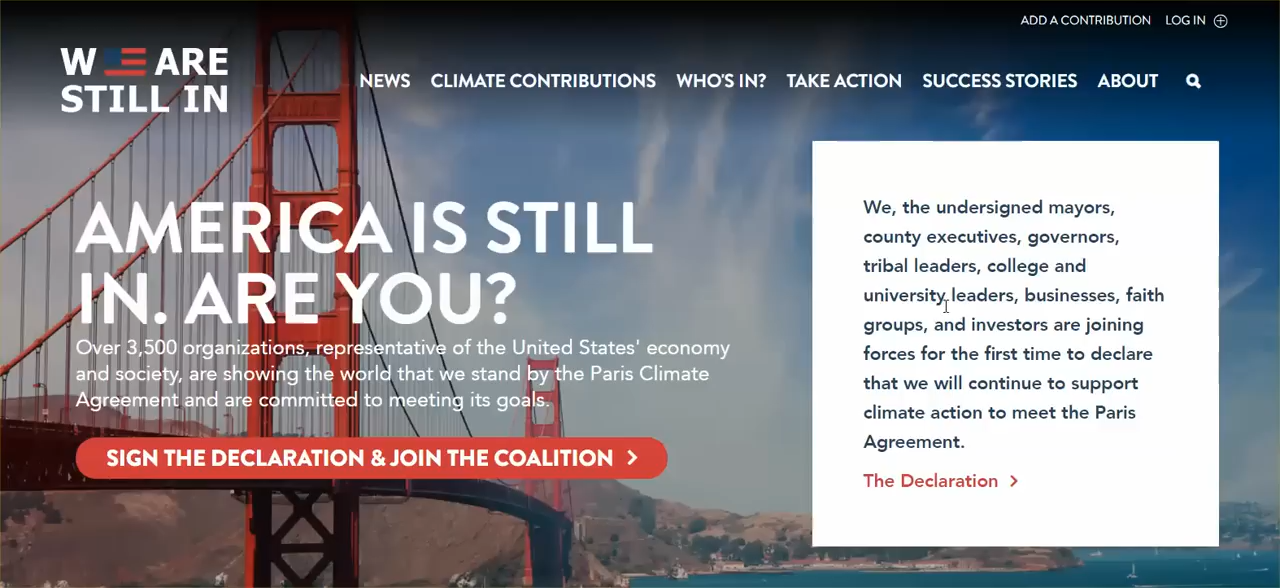 ADD A CONTRIBUTION LOG IN
W ARE
STILL IN
NEWS CLIMATE CONTRIBUTIONS WHO'S IN? TAKE ACTION SUCCESS STORIES ABOUT
AMERICA IS STILL
IN. ARE YOU?
Over 3,500 organizations, representative of the United States' economy
and society, are showing the world that we stand by the Paris Climate
Agreement and are committed to meeting its goals.
SIGN THE DECLARATION & JOIN THE COALITION
We, the undersigned mayors,
county executives, governors,
tribal leaders, college and
university leaders, businesses, faith
groups, and investors are joining
forces for the first time to declare
that we will continue to support
climate action to meet the Paris
Agreement.
The Declaration